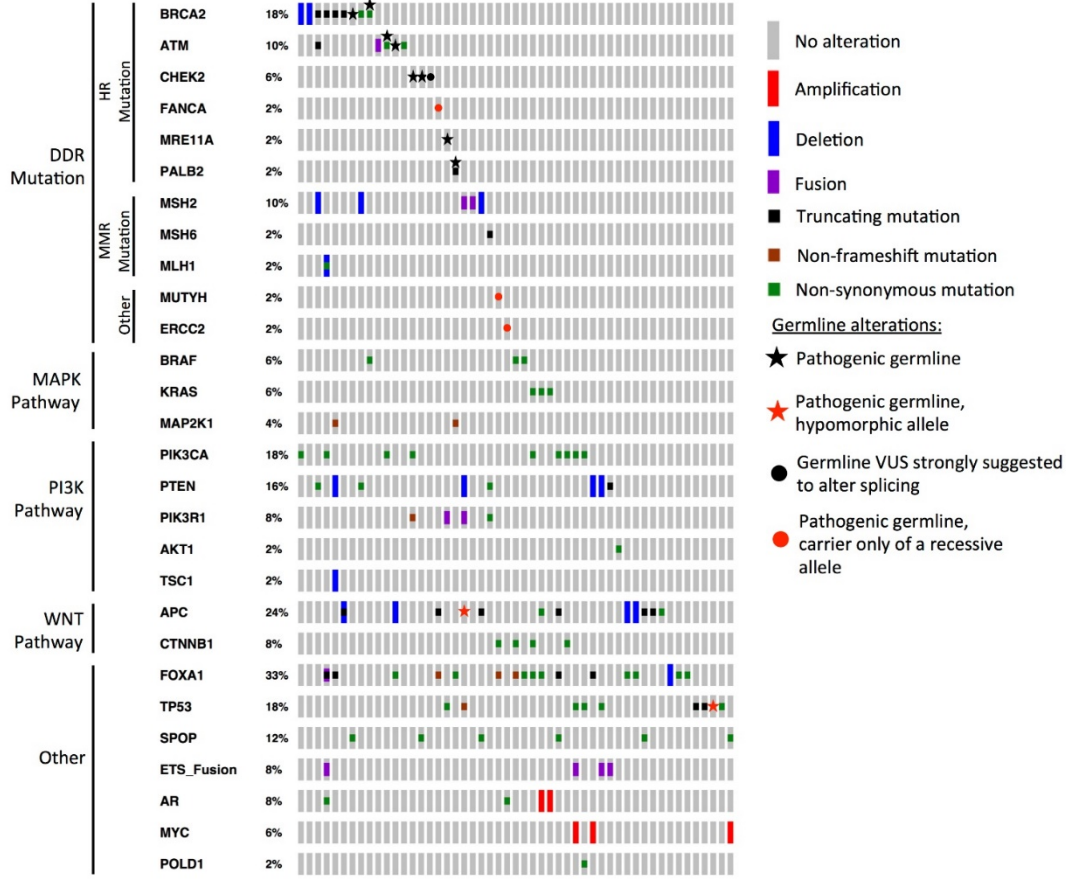 DDR
Mutation
HR
Mutation
BRCA2 18%
ATM 10%
CHEK2 6%
FANCA 2%
MRE11A 2%
PALB2 2%
MMR
Mutation
MSH2 10%
MSH6 2%
MLH1 2%
Other
MUTYH 2%
ERCC2 2%
MAPK
Pathway
BRAF 6%
KRAS 6%
MAP2K1 4%
PI3K
Pathway
PIK3CA 18%
PTEN 16%
PIK3R1 8%
AKT1 2%
TSC1 2%
WNT
Pathway
APC 24%
CTNNB1 8%
Other
FOXA1 33%
TP53 18%
SPOP 12%
ETS_Fusion 8%
AR 8%
MYC 6%
POLD1 2%
No alteration
Amplification
Deletion
Fusion
Truncating mutation
Non-frameshift mutation
Non-synonymous mutation
Germline alterations:
Pathogenic germline
Pathogenic germline,
hypomorphic allele
Germline VUS strongly suggested
to alter splicing
Pathogenic germline,
carrier only of a recessive
allele